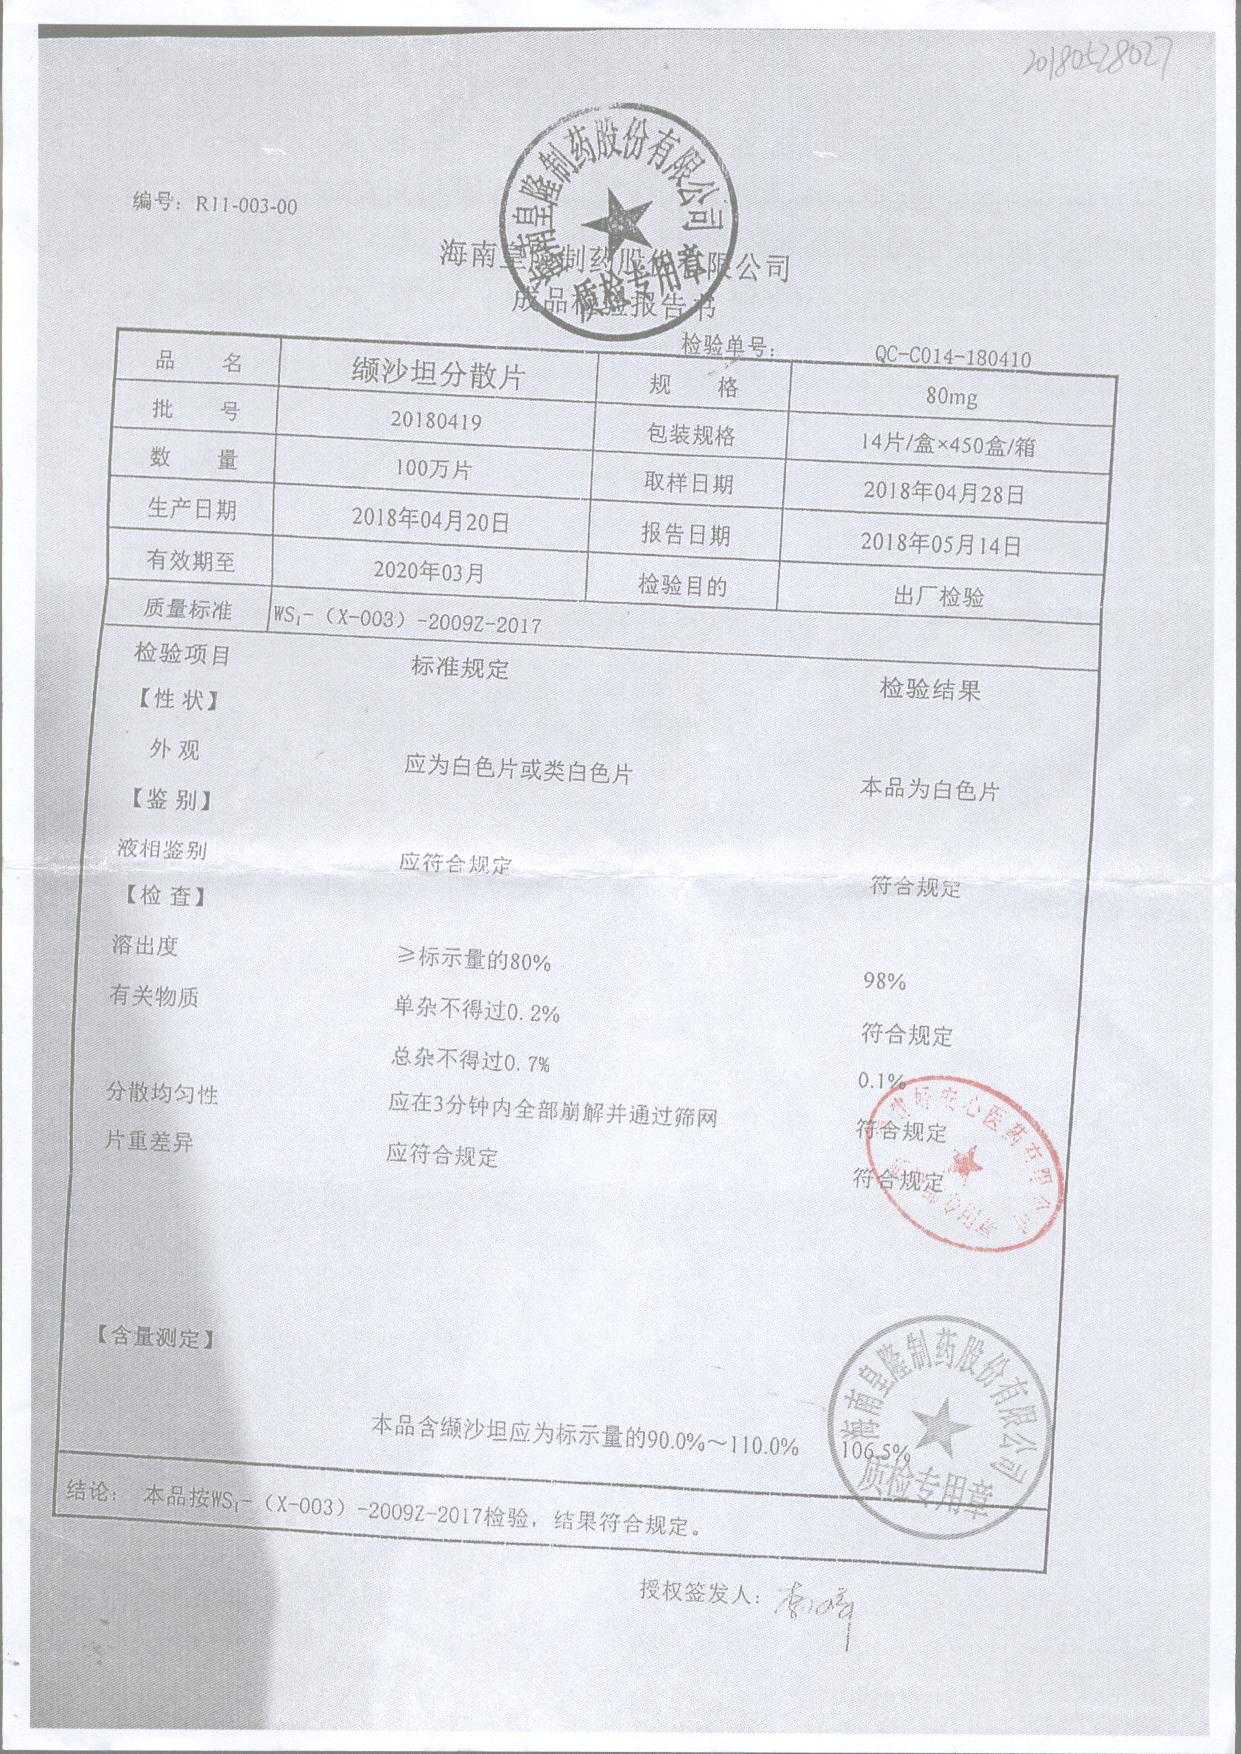 20180528027
海南皇隆制药股份有限公司
质检专用章
编号：R11-003-00
海南皇隆制药股份有限公司
成品检验报告书
检验单号： QC-C014-180410
品 名 缬沙坦分散片 规 格 80mg
批 号 20180419 包装规格 14片/盒×450盒/箱
数 量 100万片 取样日期 2018年04月28日
生产日期 2018年04月20日 报告日期 2018年05月14日
有效期至 2020年03月 检验目的 出厂检验
质量标准 WS₁-（X-003）-2009Z-2017
检验项目 标准规定 检验结果
【性 状】
外 观 应为白色片或类白色片 本品为白色片
【鉴 别】
液相鉴别 应符合规定 符合规定
【检 查】
溶出度 ≥标示量的80% 98%
有关物质 单杂不得过0.2% 符合规定
总杂不得过0.7% 0.1%
分散均匀性 应在3分钟内全部崩解并通过筛网 符合规定
片重差异 应符合规定 符合规定
安心医药有限公司
【含量测定】
本品含缬沙坦应为标示量的90.0%～110.0% 106.5%
海南皇隆制药股份有限公司
质检专用章
结论： 本品按WS₁-（X-003）-2009Z-2017检验，结果符合规定。
授权签发人：